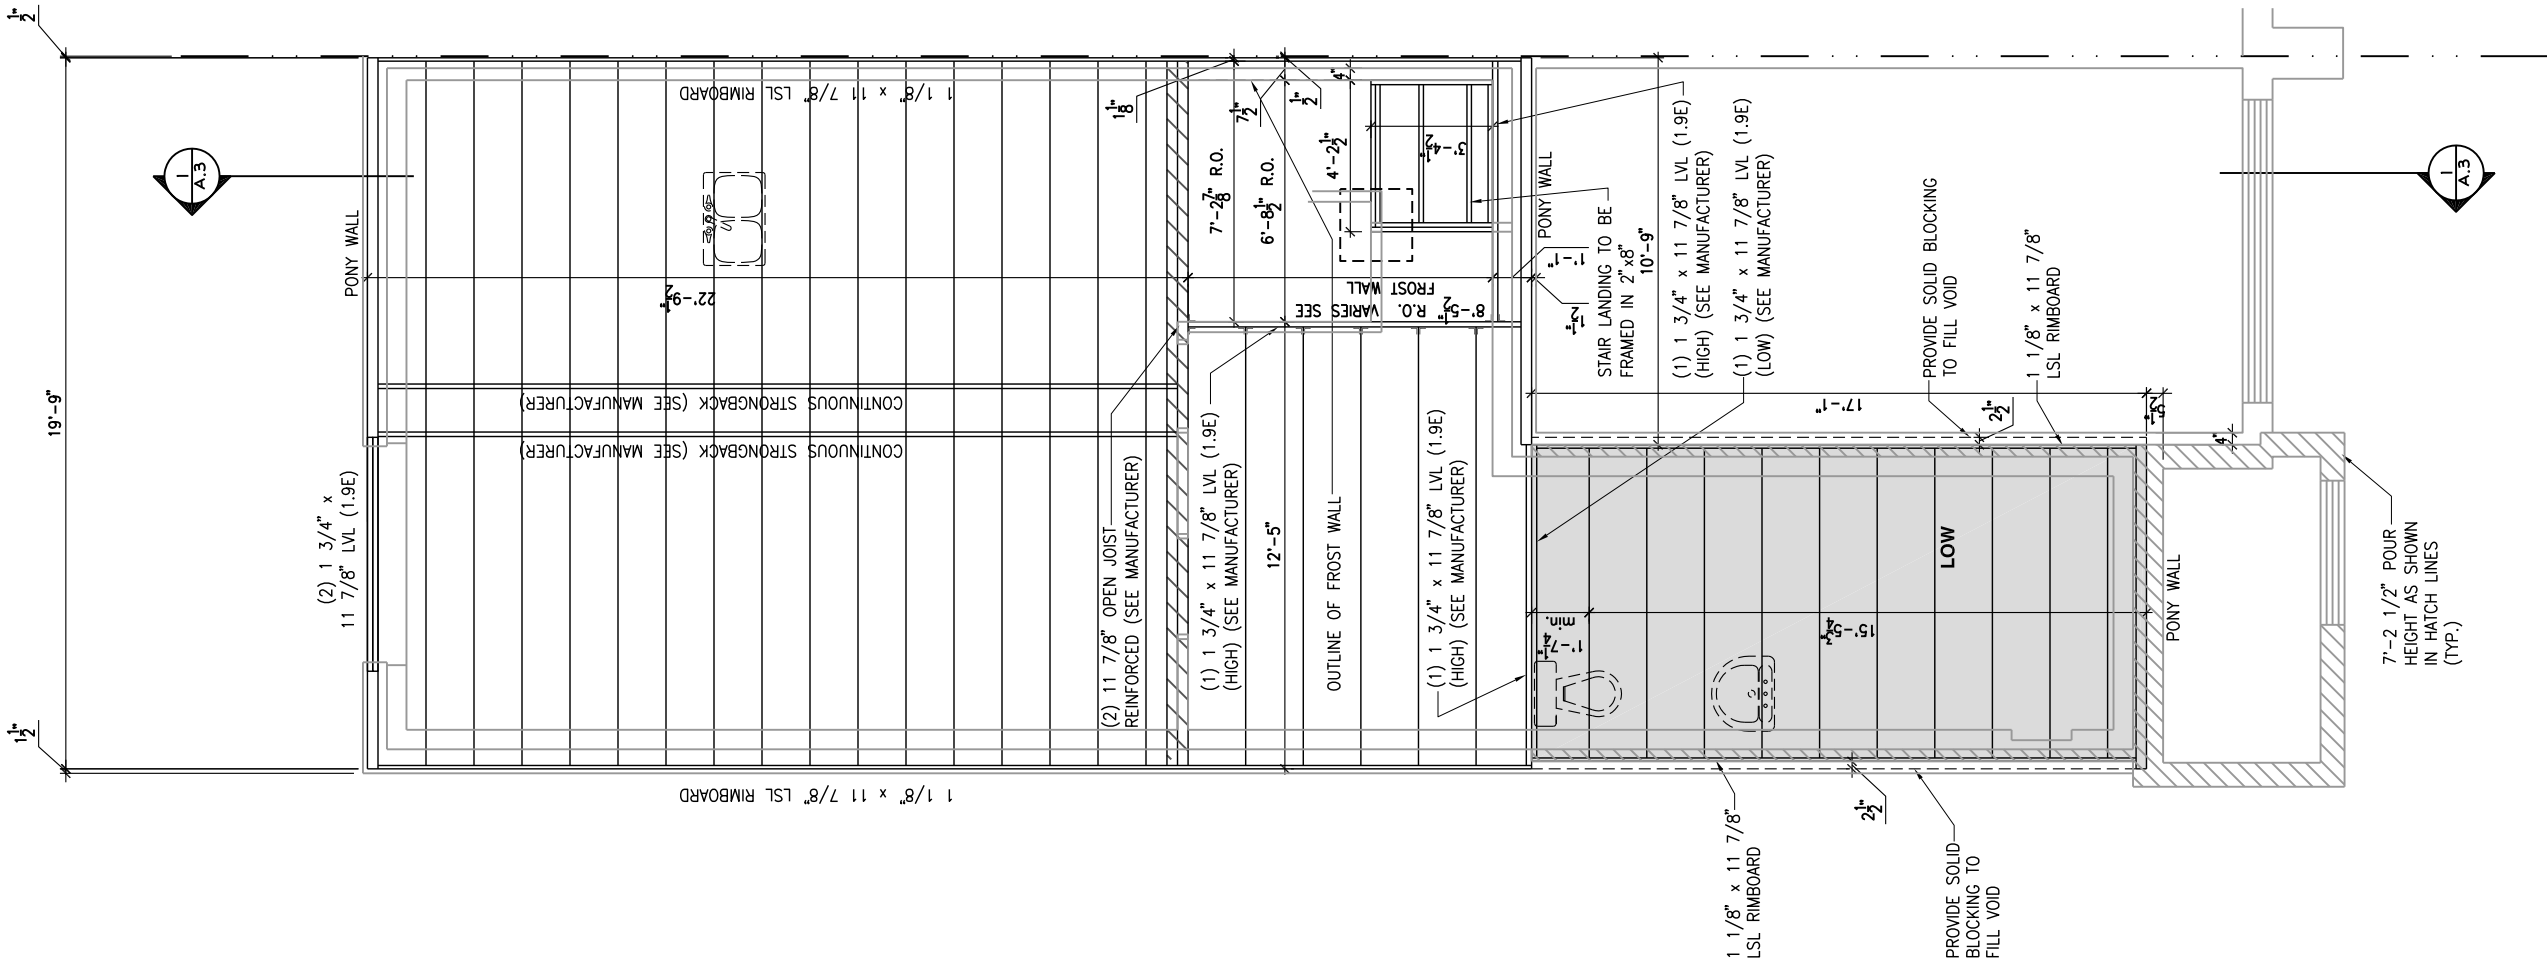 1 1/2"
19'-9"
1 1/2"
1
A.3
PONY WALL
(2) 1 3/4" x
11 7/8" LVL (1.9E)
1 1/8" x 11 7/8" LSL RIMBOARD
22'-9 1/2"
CONTINUOUS STRONGBACK (SEE MANUFACTURER)
CONTINUOUS STRONGBACK (SEE MANUFACTURER)
1 1/8" x 11 7/8" LSL RIMBOARD
(2) 11 7/8" OPEN JOIST
REINFORCED (SEE MANUFACTURER)
1 1/8"
7 1/2"
1 1/2"
4"
7'-2 7/8" R.O.
6'-8 1/2" R.O.
4'-2 1/2"
3'-4 1/2"
8'-5 1/2" R.O. VARIES SEE
FROST WALL
(1) 1 3/4" x 11 7/8" LVL (1.9E)
(HIGH) (SEE MANUFACTURER)
12'-5"
OUTLINE OF FROST WALL
(1) 1 3/4" x 11 7/8" LVL (1.9E)
(HIGH) (SEE MANUFACTURER)
PONY WALL
1'-1"
1 1/2"
STAIR LANDING TO BE
FRAMED IN 2"x8"
10'-9"
(1) 1 3/4" x 11 7/8" LVL (1.9E)
(HIGH) (SEE MANUFACTURER)
(1) 1 3/4" x 11 7/8" LVL (1.9E)
(LOW) (SEE MANUFACTURER)
17'-1"
PROVIDE SOLID BLOCKING
TO FILL VOID
2 1/2"
1 1/8" x 11 7/8"
LSL RIMBOARD
5 1/2"
4"
1'-7 1/4"
min.
15'-5 3/4"
LOW
PONY WALL
1 1/8" x 11 7/8"
LSL RIMBOARD
2 1/2"
PROVIDE SOLID
BLOCKING TO
FILL VOID
7'-2 1/2" POUR
HEIGHT AS SHOWN
IN HATCH LINES
(TYP.)
1
A.3